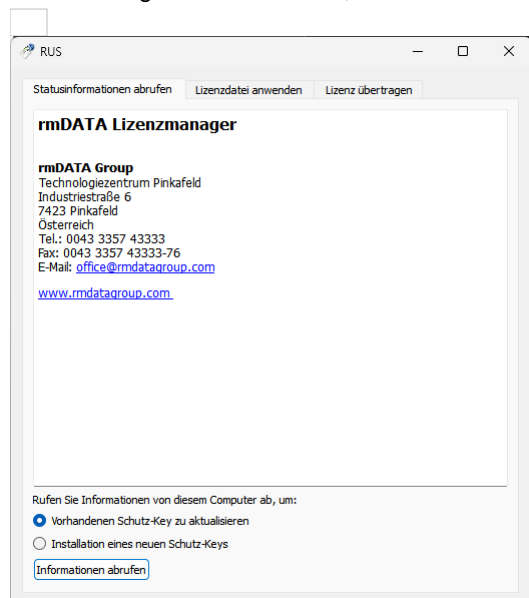 RUS
Statusinformationen abrufen Lizenzdatei anwenden Lizenz übertragen
rmDATA Lizenzmanager
rmDATA Group
Technologiezentrum Pinkafeld
Industriestraße 6
7423 Pinkafeld
Österreich
Tel.: 0043 3357 43333
Fax: 0043 3357 43333-76
E-Mail: office@rmdatagroup.com
www.rmdatagroup.com
Rufen Sie Informationen von diesem Computer ab, um:
Vorhandenen Schutz-Key zu aktualisieren
Installation eines neuen Schutz-Keys
Informationen abrufen